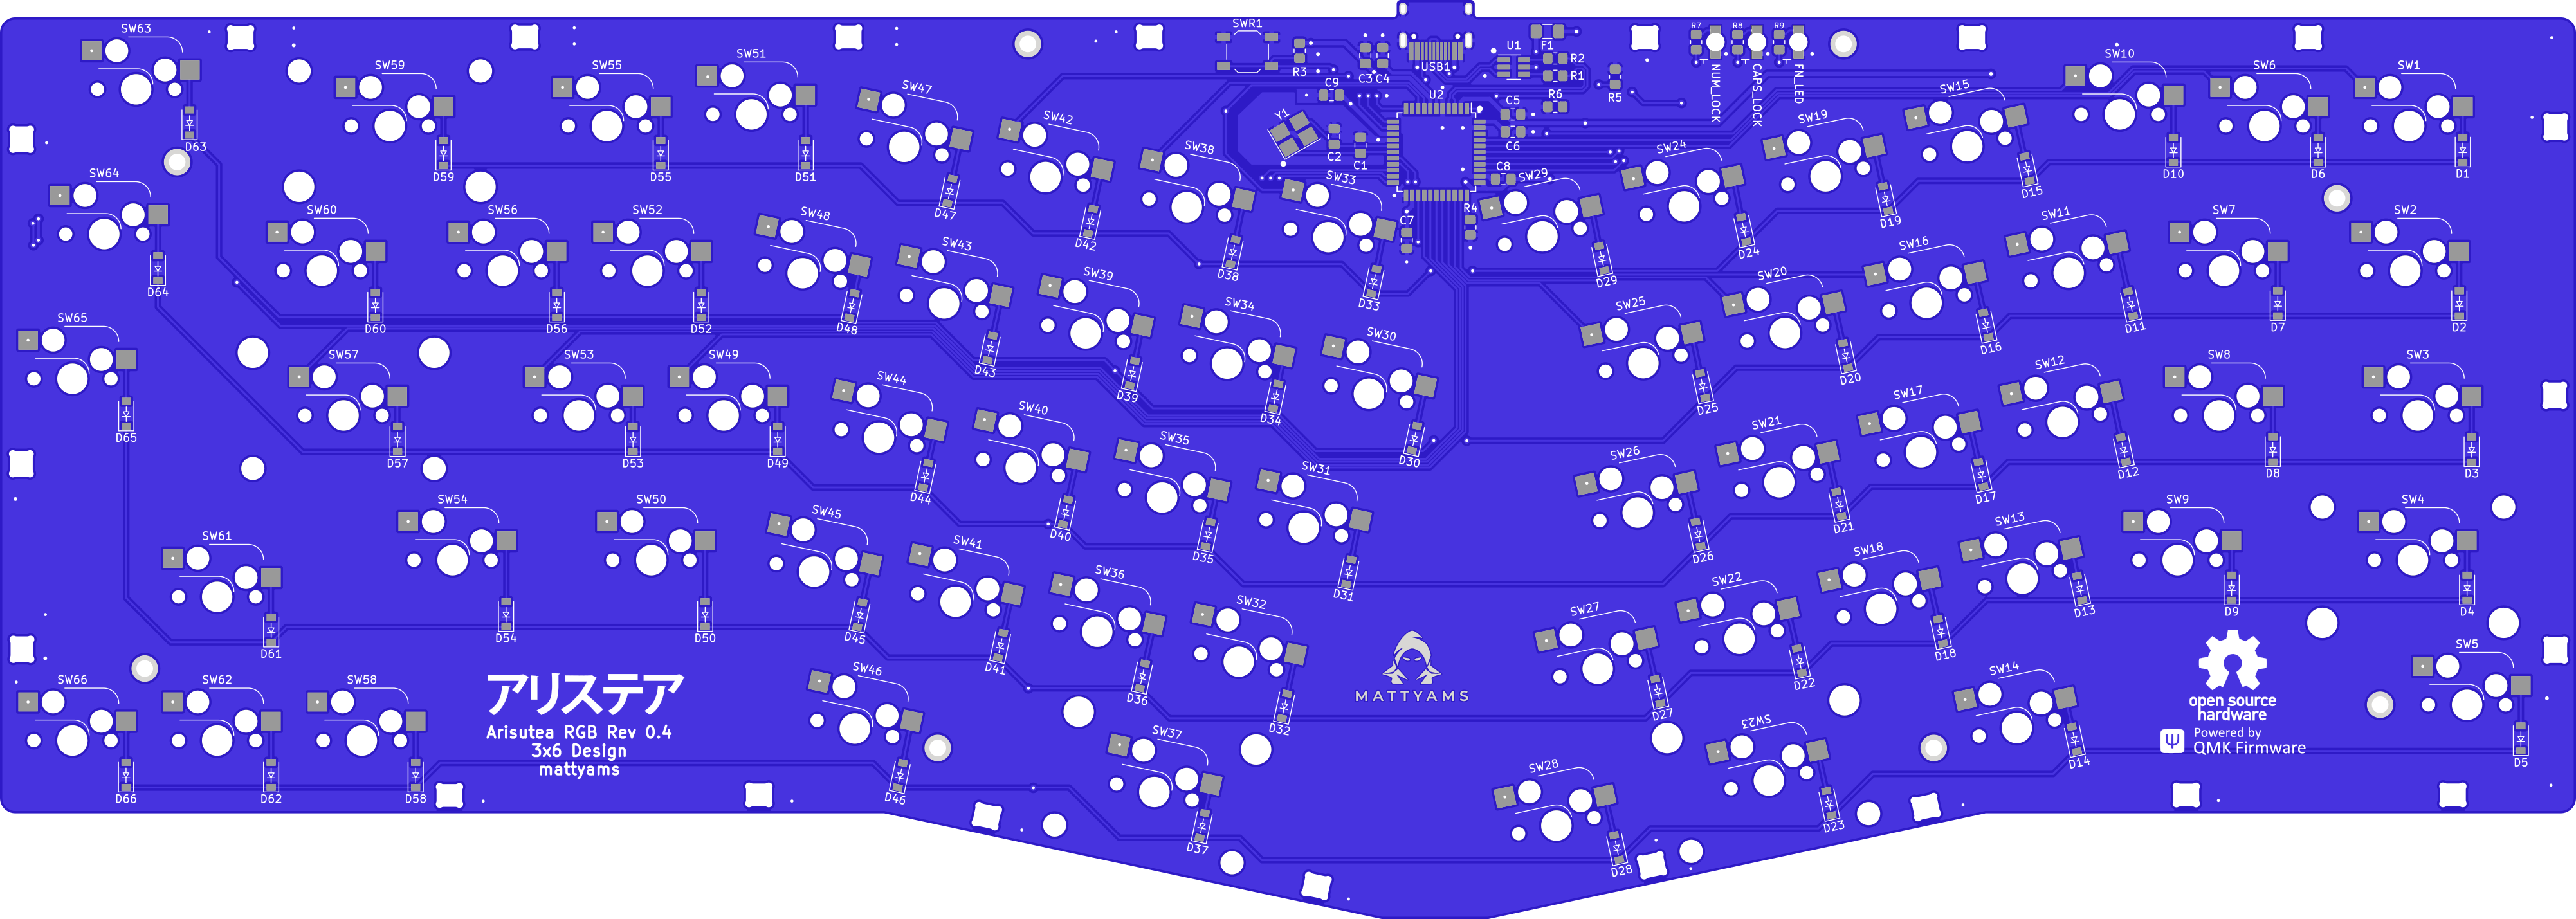 SW63
SW59
SW55
SW51
SW47
SW42
SW38
SW33
SWR1
R3
C3
C4
USB1
U1
F1
R2
R1
R5
R6
C9
U2
C5
C6
Y1
C2
C1
C8
C7
R4
R7
R8
R9
NUM_LOCK
CAPS_LOCK
FN_LED
SW29
SW24
SW19
SW15
SW10
SW6
SW1
D63
D59
D55
D51
D47
D42
D38
D33
D29
D24
D19
D15
D10
D6
D1
SW64
SW60
SW56
SW52
SW48
SW43
SW39
SW34
SW30
SW25
SW20
SW16
SW11
SW7
SW2
D64
D60
D56
D52
D48
D43
D39
D34
D30
D25
D20
D16
D11
D7
D2
SW65
SW57
SW53
SW49
SW44
SW40
SW35
SW31
SW26
SW21
SW17
SW12
SW8
SW3
D65
D57
D53
D49
D44
D40
D35
D31
D26
D21
D17
D12
D8
D3
SW61
SW54
SW50
SW45
SW41
SW36
SW32
SW27
SW22
SW18
SW13
SW9
SW4
D61
D54
D50
D45
D41
D36
D32
D27
D22
D18
D13
D9
D4
SW66
SW62
SW58
SW46
SW37
SW28
SW23
SW14
SW5
D66
D62
D58
D46
D37
D28
D23
D14
D5
アリステア
Arisutea RGB Rev 0.4
3x6 Design
mattyams
MATTYAMS
open source
hardware
Powered by
QMK Firmware